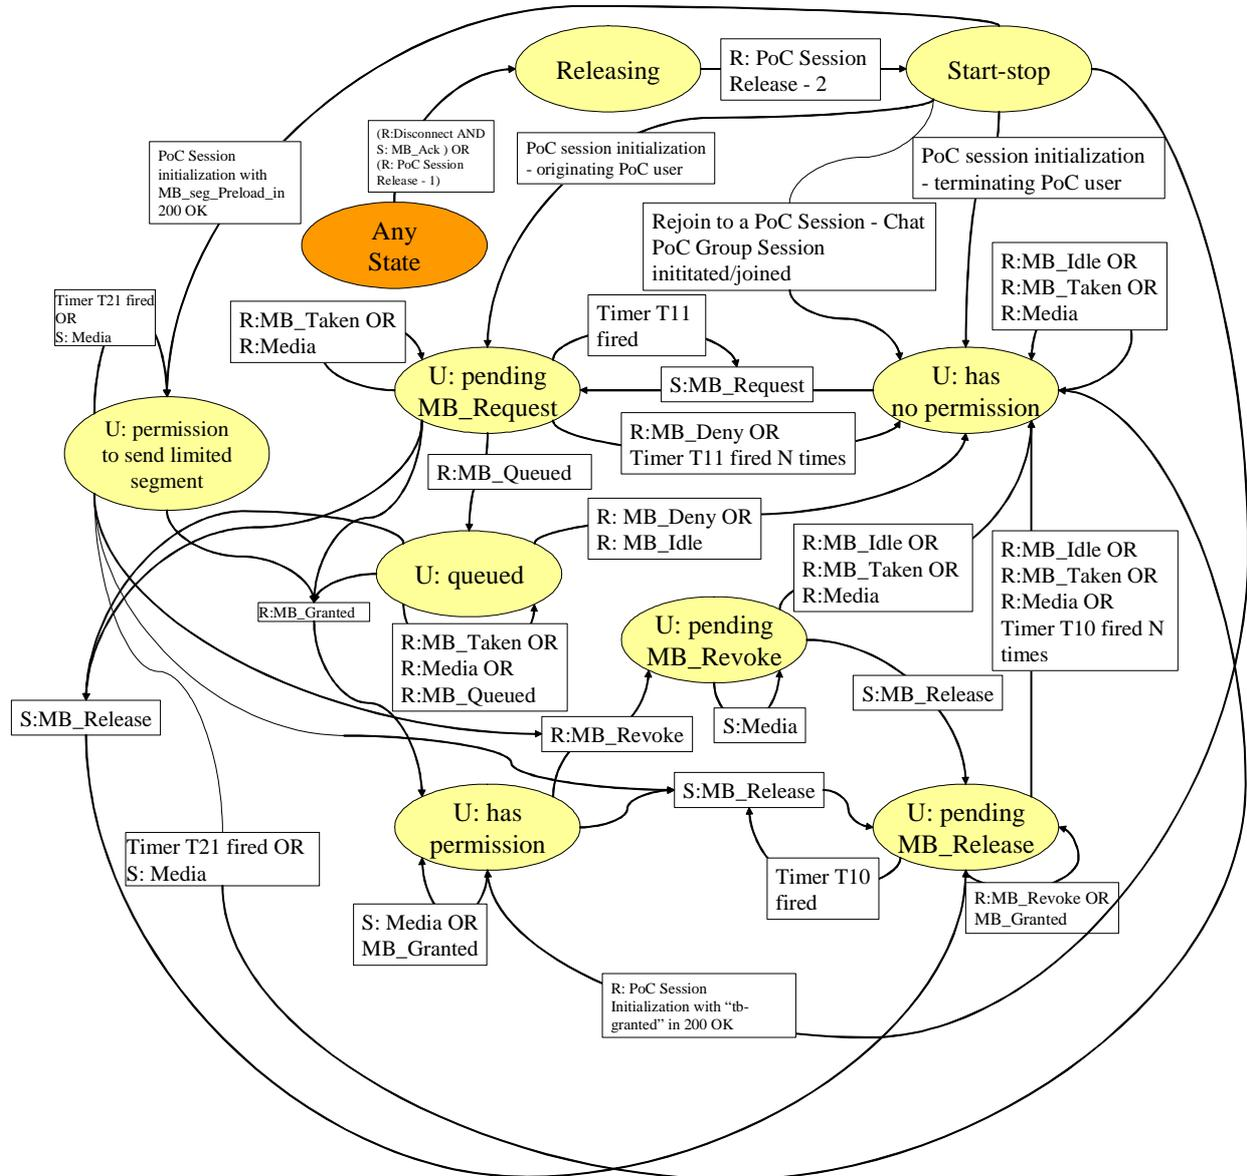 Releasing
R: PoC Session
Release - 2
Start-stop
(R:Disconnect AND
S: MB_Ack ) OR
(R: PoC Session
Release - 1)
PoC Session
initialization with
MB_seg_Preload_in
200 OK
PoC session initialization
- originating PoC user
PoC session initialization
- terminating PoC user
Any
State
Rejoin to a PoC Session - Chat
PoC Group Session
inititated/joined
R:MB_Idle OR
R:MB_Taken OR
R:Media
Timer T21 fired
OR
S: Media
R:MB_Taken OR
R:Media
Timer T11
fired
U: pending
MB_Request
S:MB_Request
U: has
no permission
U: permission
to send limited
segment
R:MB_Deny OR
Timer T11 fired N times
R:MB_Queued
R: MB_Deny OR
R: MB_Idle
U: queued
R:MB_Idle OR
R:MB_Taken OR
R:Media
R:MB_Idle OR
R:MB_Taken OR
R:Media OR
Timer T10 fired N
times
R:MB_Granted
R:MB_Taken OR
R:Media OR
R:MB_Queued
U: pending
MB_Revoke
S:MB_Release
S:MB_Release
R:MB_Revoke
S:Media
S:MB_Release
U: has
permission
U: pending
MB_Release
Timer T21 fired OR
S: Media
Timer T10
fired
R:MB_Revoke OR
MB_Granted
S: Media OR
MB_Granted
R: PoC Session
Initialization with “tb-
granted” in 200 OK